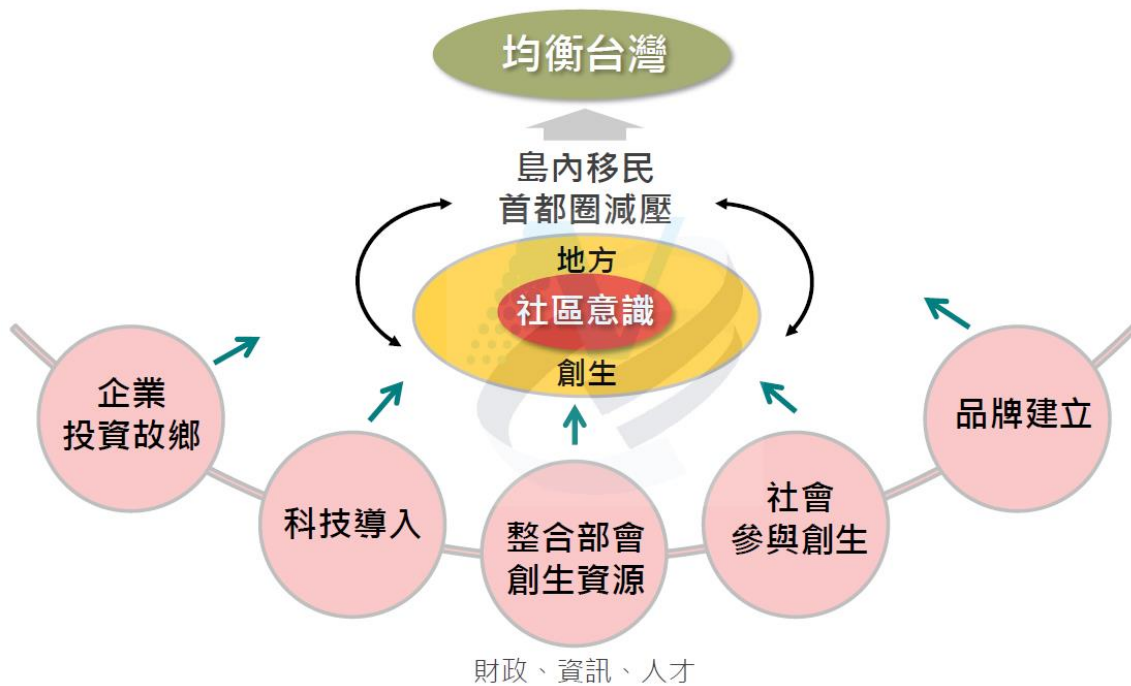 均衡台灣
島內移民
首都圈減壓
地方
社區意識
創生
企業
投資故鄉
科技導入
整合部會
創生資源
社會
參與創生
品牌建立
財政、資訊、人才